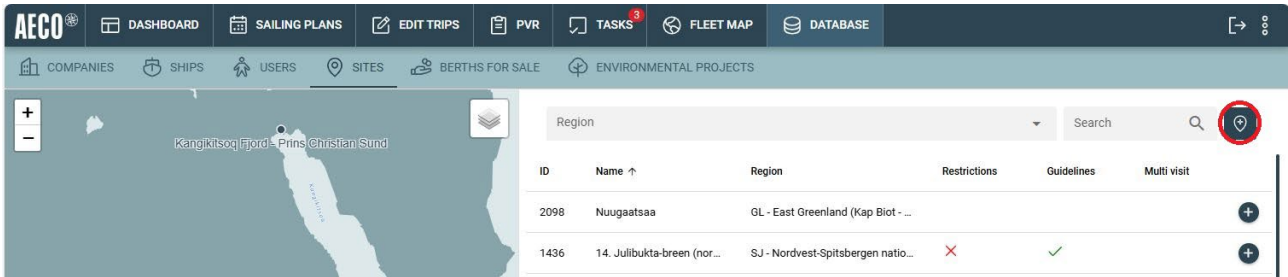 AECO DASHBOARD SAILING PLANS EDIT TRIPS PVR TASKS 3 FLEET MAP DATABASE
COMPANIES SHIPS USERS SITES BERTHS FOR SALE ENVIRONMENTAL PROJECTS
+
−
Kangikitsoq Fjord - Prins Christian Sund
Region Search
ID Name ↑ Region Restrictions Guidelines Multi visit
2098 Nuugaatsaa GL - East Greenland (Kap Biot - ...
1436 14. Julibukta-breen (nor... SJ - Nordvest-Spitsbergen natio...